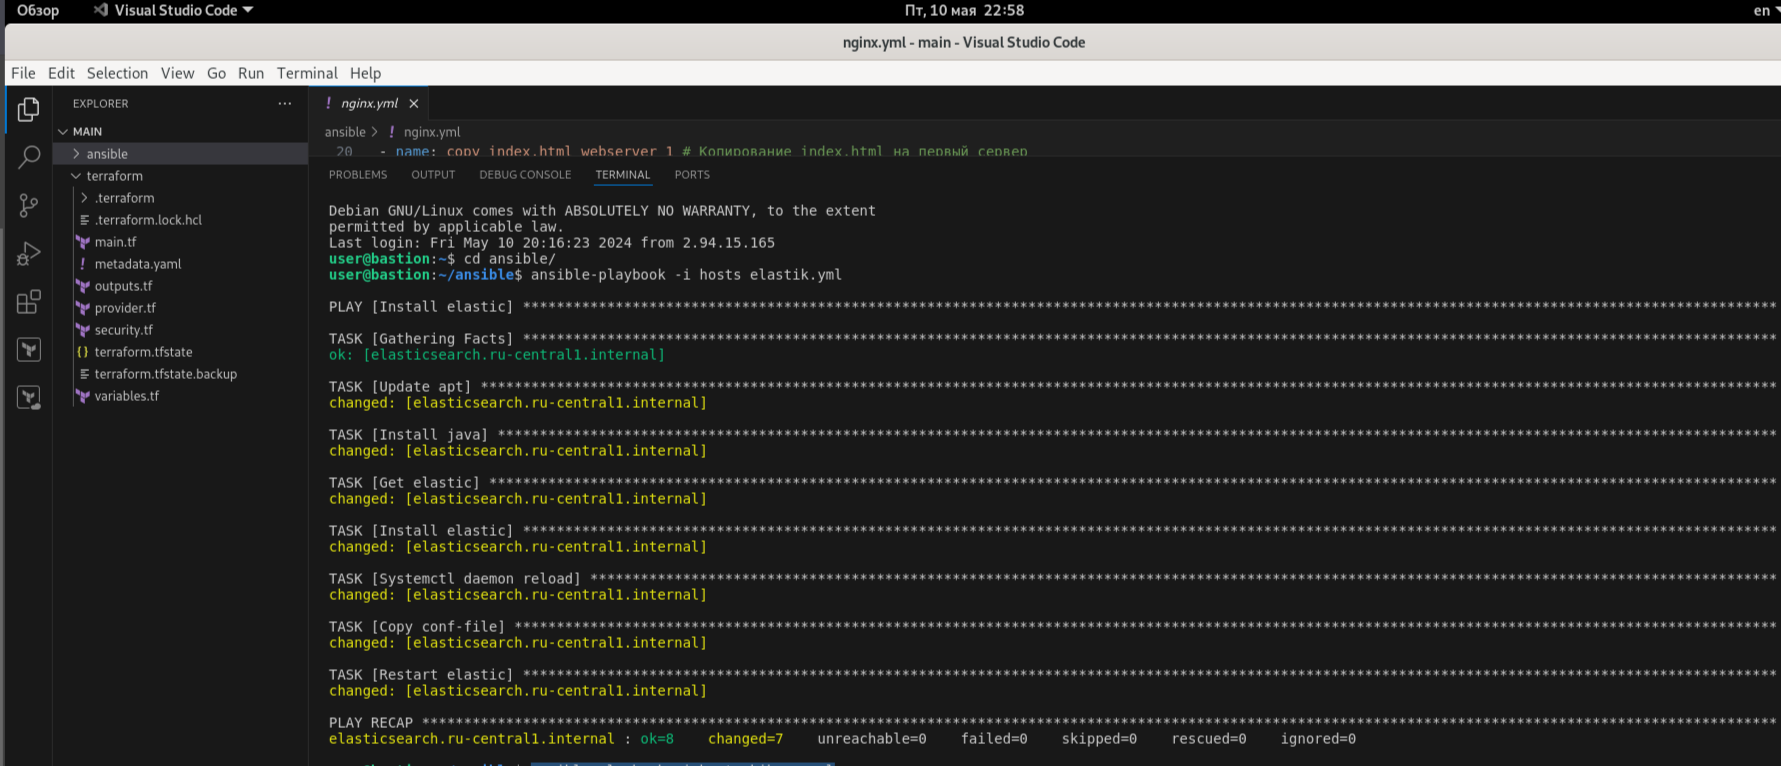 Обзор Visual Studio Code Пт, 10 мая 22:58 en
nginx.yml - main - Visual Studio Code
File Edit Selection View Go Run Terminal Help
EXPLORER ···
MAIN
ansible
terraform
.terraform
.terraform.lock.hcl
main.tf
! metadata.yaml
outputs.tf
provider.tf
security.tf
{} terraform.tfstate
terraform.tfstate.backup
variables.tf
! nginx.yml ×
ansible > ! nginx.yml
20 - name: copy index.html webserver 1 # Копирование index.html на первый сервер
PROBLEMS OUTPUT DEBUG CONSOLE TERMINAL PORTS
Debian GNU/Linux comes with ABSOLUTELY NO WARRANTY, to the extent
permitted by applicable law.
Last login: Fri May 10 20:16:23 2024 from 2.94.15.165
user@bastion:~$ cd ansible/
user@bastion:~/ansible$ ansible-playbook -i hosts elastik.yml
PLAY [Install elastic] ****************************************************************************************************************************************************
TASK [Gathering Facts] ****************************************************************************************************************************************************
ok: [elasticsearch.ru-central1.internal]
TASK [Update apt] *********************************************************************************************************************************************************
changed: [elasticsearch.ru-central1.internal]
TASK [Install java] *******************************************************************************************************************************************************
changed: [elasticsearch.ru-central1.internal]
TASK [Get elastic] ********************************************************************************************************************************************************
changed: [elasticsearch.ru-central1.internal]
TASK [Install elastic] ****************************************************************************************************************************************************
changed: [elasticsearch.ru-central1.internal]
TASK [Systemctl daemon reload] ********************************************************************************************************************************************
changed: [elasticsearch.ru-central1.internal]
TASK [Copy conf-file] *****************************************************************************************************************************************************
changed: [elasticsearch.ru-central1.internal]
TASK [Restart elastic] ****************************************************************************************************************************************************
changed: [elasticsearch.ru-central1.internal]
PLAY RECAP ****************************************************************************************************************************************************************
elasticsearch.ru-central1.internal : ok=8 changed=7 unreachable=0 failed=0 skipped=0 rescued=0 ignored=0